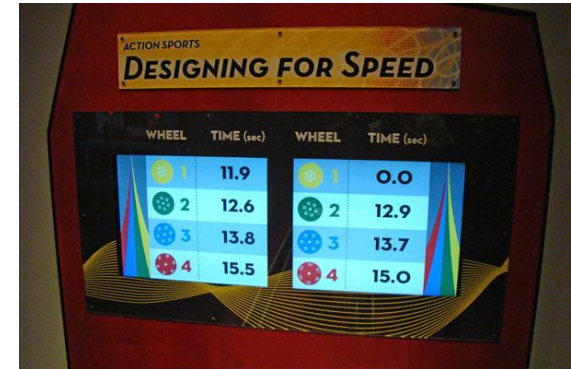 ACTION SPORTS
DESIGNING FOR SPEED
WHEEL TIME (sec) WHEEL TIME (sec)
1 11.9 1 0.0
2 12.6 2 12.9
3 13.8 3 13.7
4 15.5 4 15.0